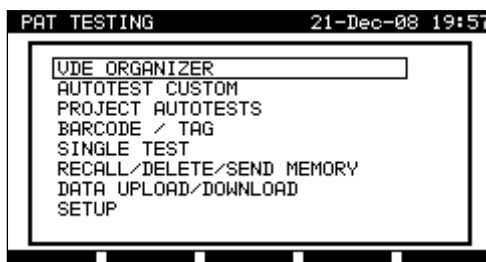 PAT TESTING 21-Dec-08 19:57
VDE ORGANIZER
AUTOTEST CUSTOM
PROJECT AUTOTESTS
BARCODE / TAG
SINGLE TEST
RECALL/DELETE/SEND MEMORY
DATA UPLOAD/DOWNLOAD
SETUP